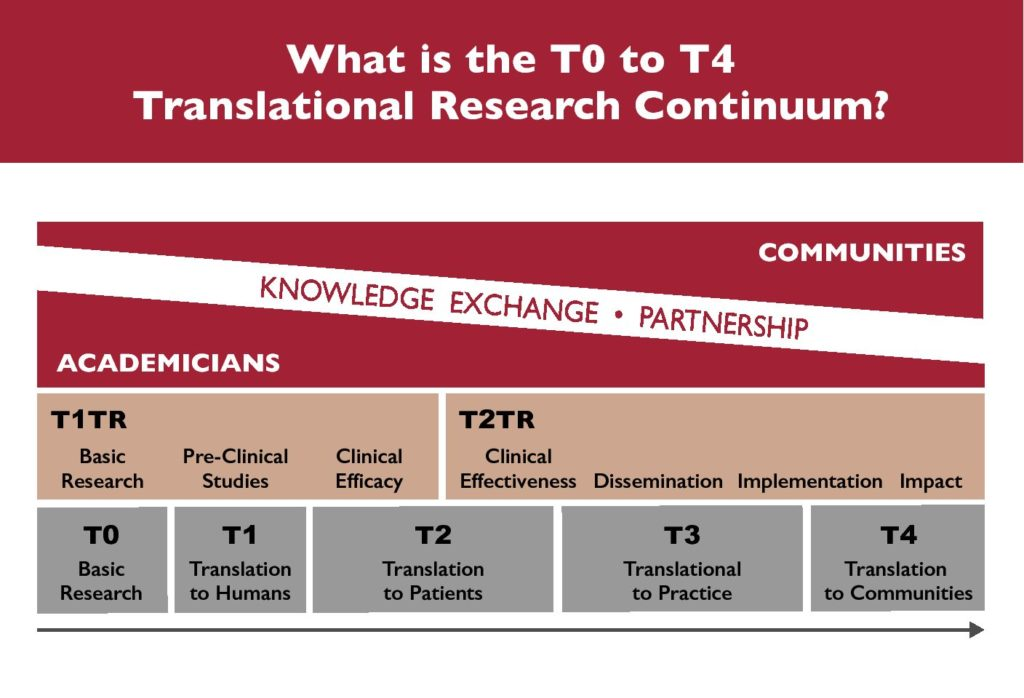 What is the T0 to T4
Translational Research Continuum?
COMMUNITIES
KNOWLEDGE EXCHANGE • PARTNERSHIP
ACADEMICIANS
T1TR
Basic
Research
Pre-Clinical
Studies
Clinical
Efficacy
T2TR
Clinical
Effectiveness
Dissemination
Implementation
Impact
T0
Basic
Research
T1
Translation
to Humans
T2
Translation
to Patients
T3
Translational
to Practice
T4
Translation
to Communities